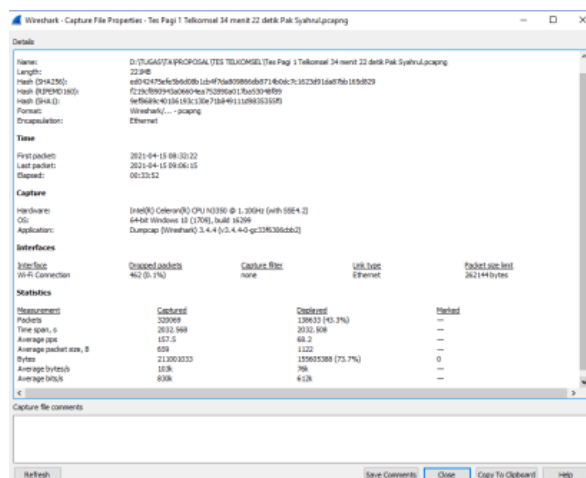 Wireshark - Capture File Properties - Tes Pagi 1 Telkomsel 34 menit 22 detik Pak Syahrul.pcapng
Details
Name: D:\TUGAS\TA\PROPOSAL\TES TELKOMSEL\Tes Pagi 1 Telkomsel 34 menit 22 detik Pak Syahrul.pcapng
Length: 221MB
Hash (SHA256):
Hash (RIPEMD160):
Hash (SHA1):
Format: Wireshark/... - pcapng
Encapsulation: Ethernet
Time
First packet: 2021-04-15 08:32:22
Last packet: 2021-04-15 09:06:15
Elapsed: 00:33:52
Capture
Hardware: Intel(R) Celeron(R) CPU N3350 @ 1.10GHz (with SSE4.2)
OS: 64-bit Windows 10 (1709), build 16299
Application: Dumpcap (Wireshark) 3.4.4
Interfaces
Interface Dropped packets Capture filter Link type Packet size limit
Wi-Fi Connection 462 (0.1%) none Ethernet 262144 bytes
Statistics
Measurement Captured Displayed Marked
Packets 320069 138633 (43.3%) —
Time span, s 2032.568 2032.508 —
Average pps 157.5 68.2 —
Average packet size, B 659 1122 —
Bytes 211001033 155605388 (73.7%) 0
Average bytes/s 103k 76k —
Average bits/s 830k 612k —
Capture file comments
Refresh Save Comments Close Copy To Clipboard Help